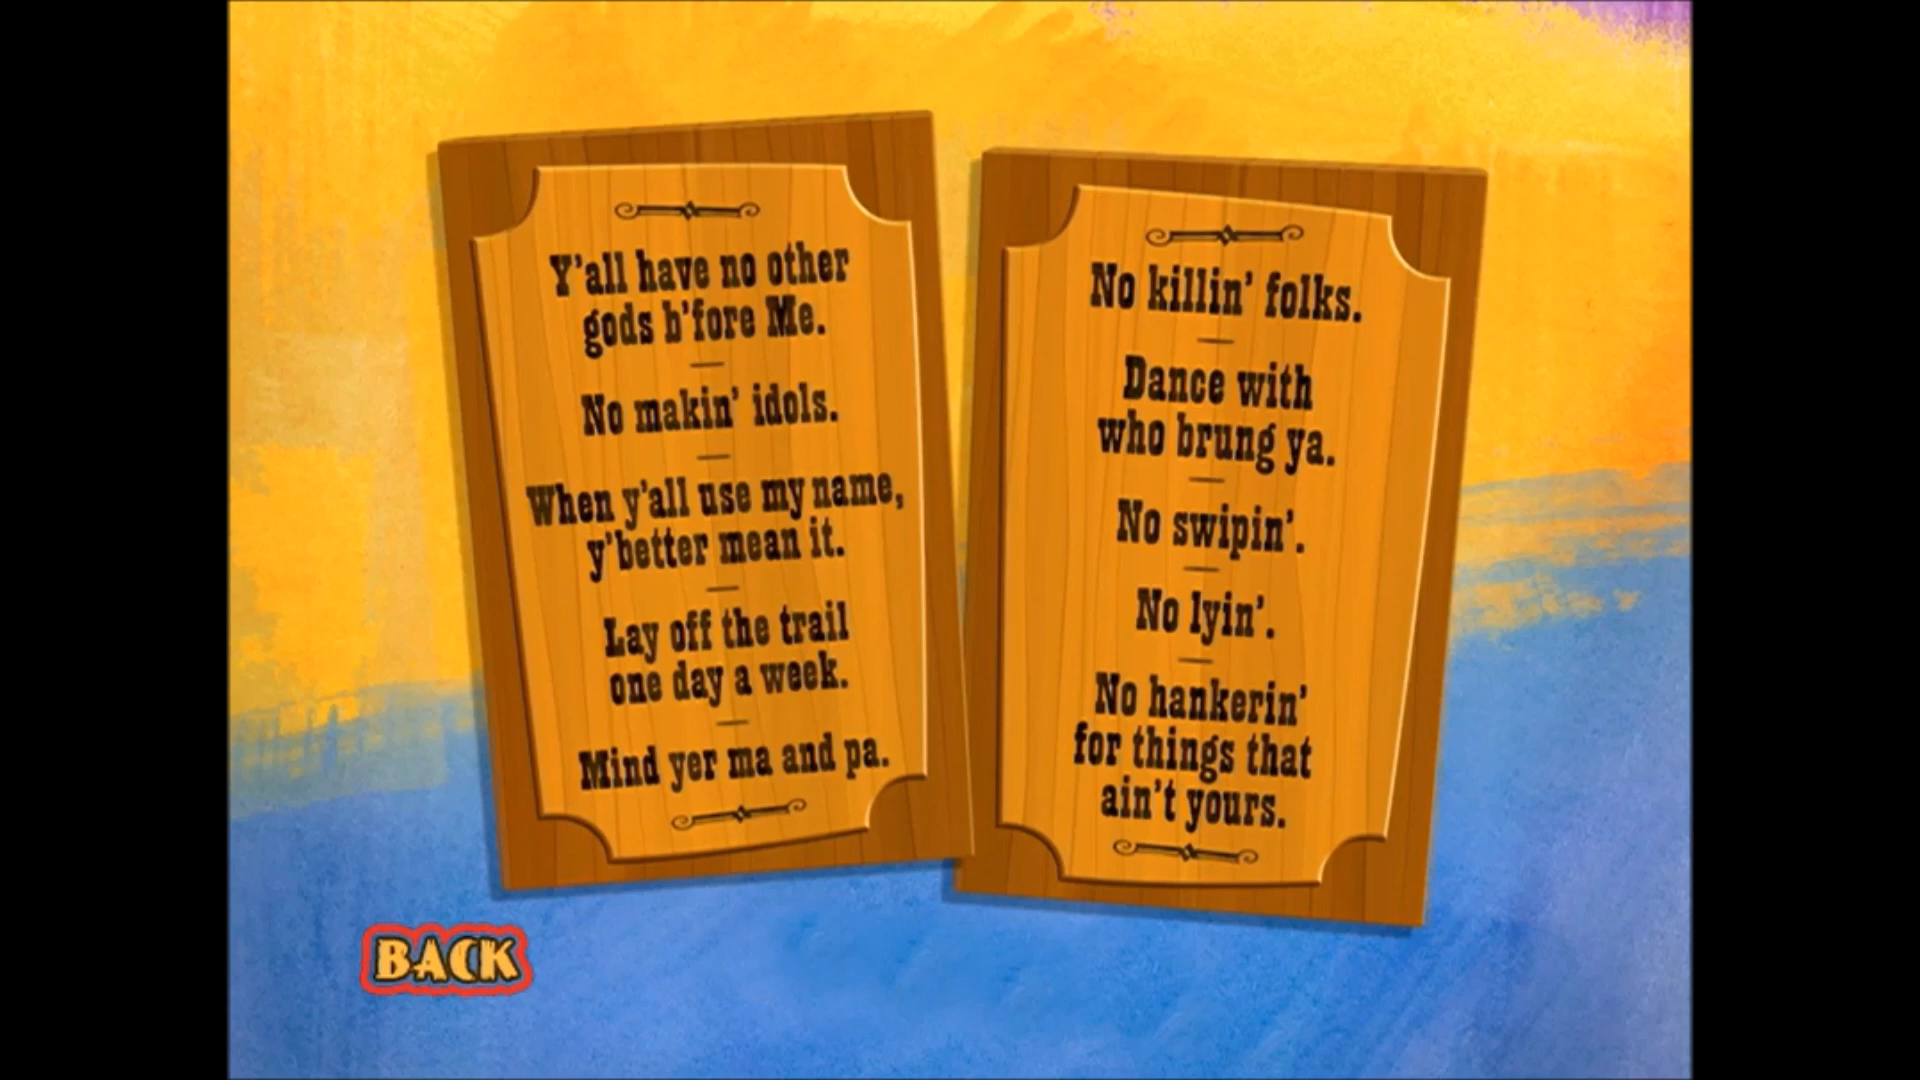 Y'all have no other
gods b'fore Me.
No makin' idols.
When y'all use my name,
y'better mean it.
Lay off the trail
one day a week.
Mind yer ma and pa.
No killin' folks.
Dance with
who brung ya.
No swipin'.
No lyin'.
No hankerin'
for things that
ain't yours.
BACK